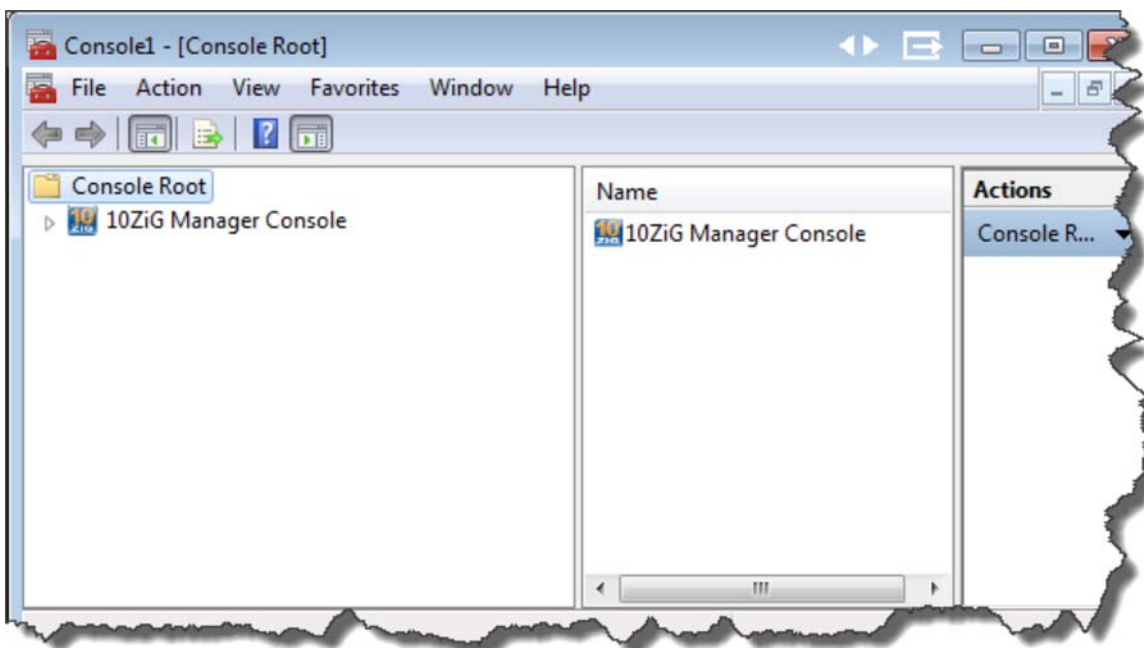 Console1 - [Console Root]
File Action View Favorites Window Help
Console Root
10ZiG Manager Console
Name
10ZiG Manager Console
Actions
Console R...